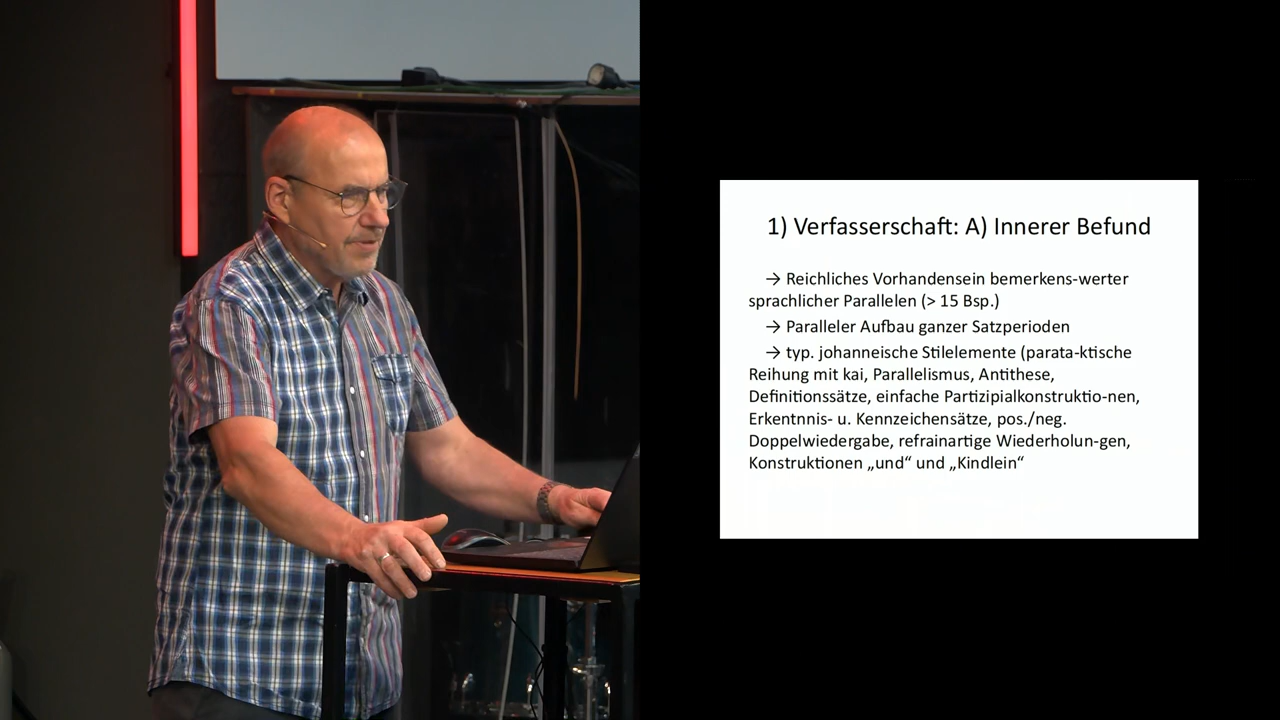 1) Verfasserschaft: A) Innerer Befund
→ Reichliches Vorhandensein bemerkens-werter
sprachlicher Parallelen (> 15 Bsp.)
→ Paralleler Aufbau ganzer Satzperioden
→ typ. johanneische Stilelemente (parata-ktische
Reihung mit kai, Parallelismus, Antithese,
Definitionssätze, einfache Partizipialkonstruktio-nen,
Erkentnnis- u. Kennzeichensätze, pos./neg.
Doppelwiedergabe, refrainartige Wiederholun-gen,
Konstruktionen „und“ und „Kindlein“